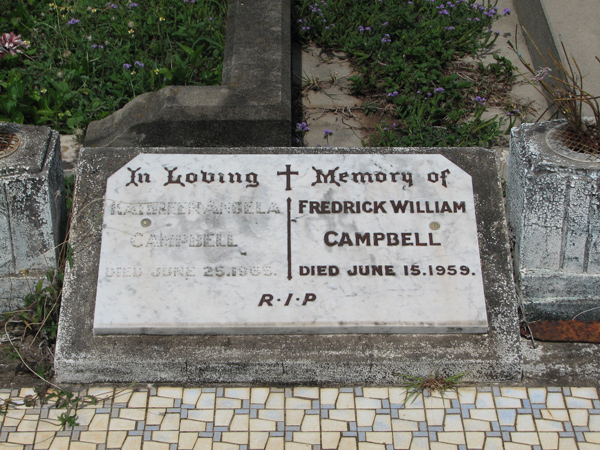 In Loving Memory of
KATHLEEN ANGELA
CAMPBELL
DIED JUNE 25.1965.
FREDRICK WILLIAM
CAMPBELL
DIED JUNE 15.1959.
R·I·P